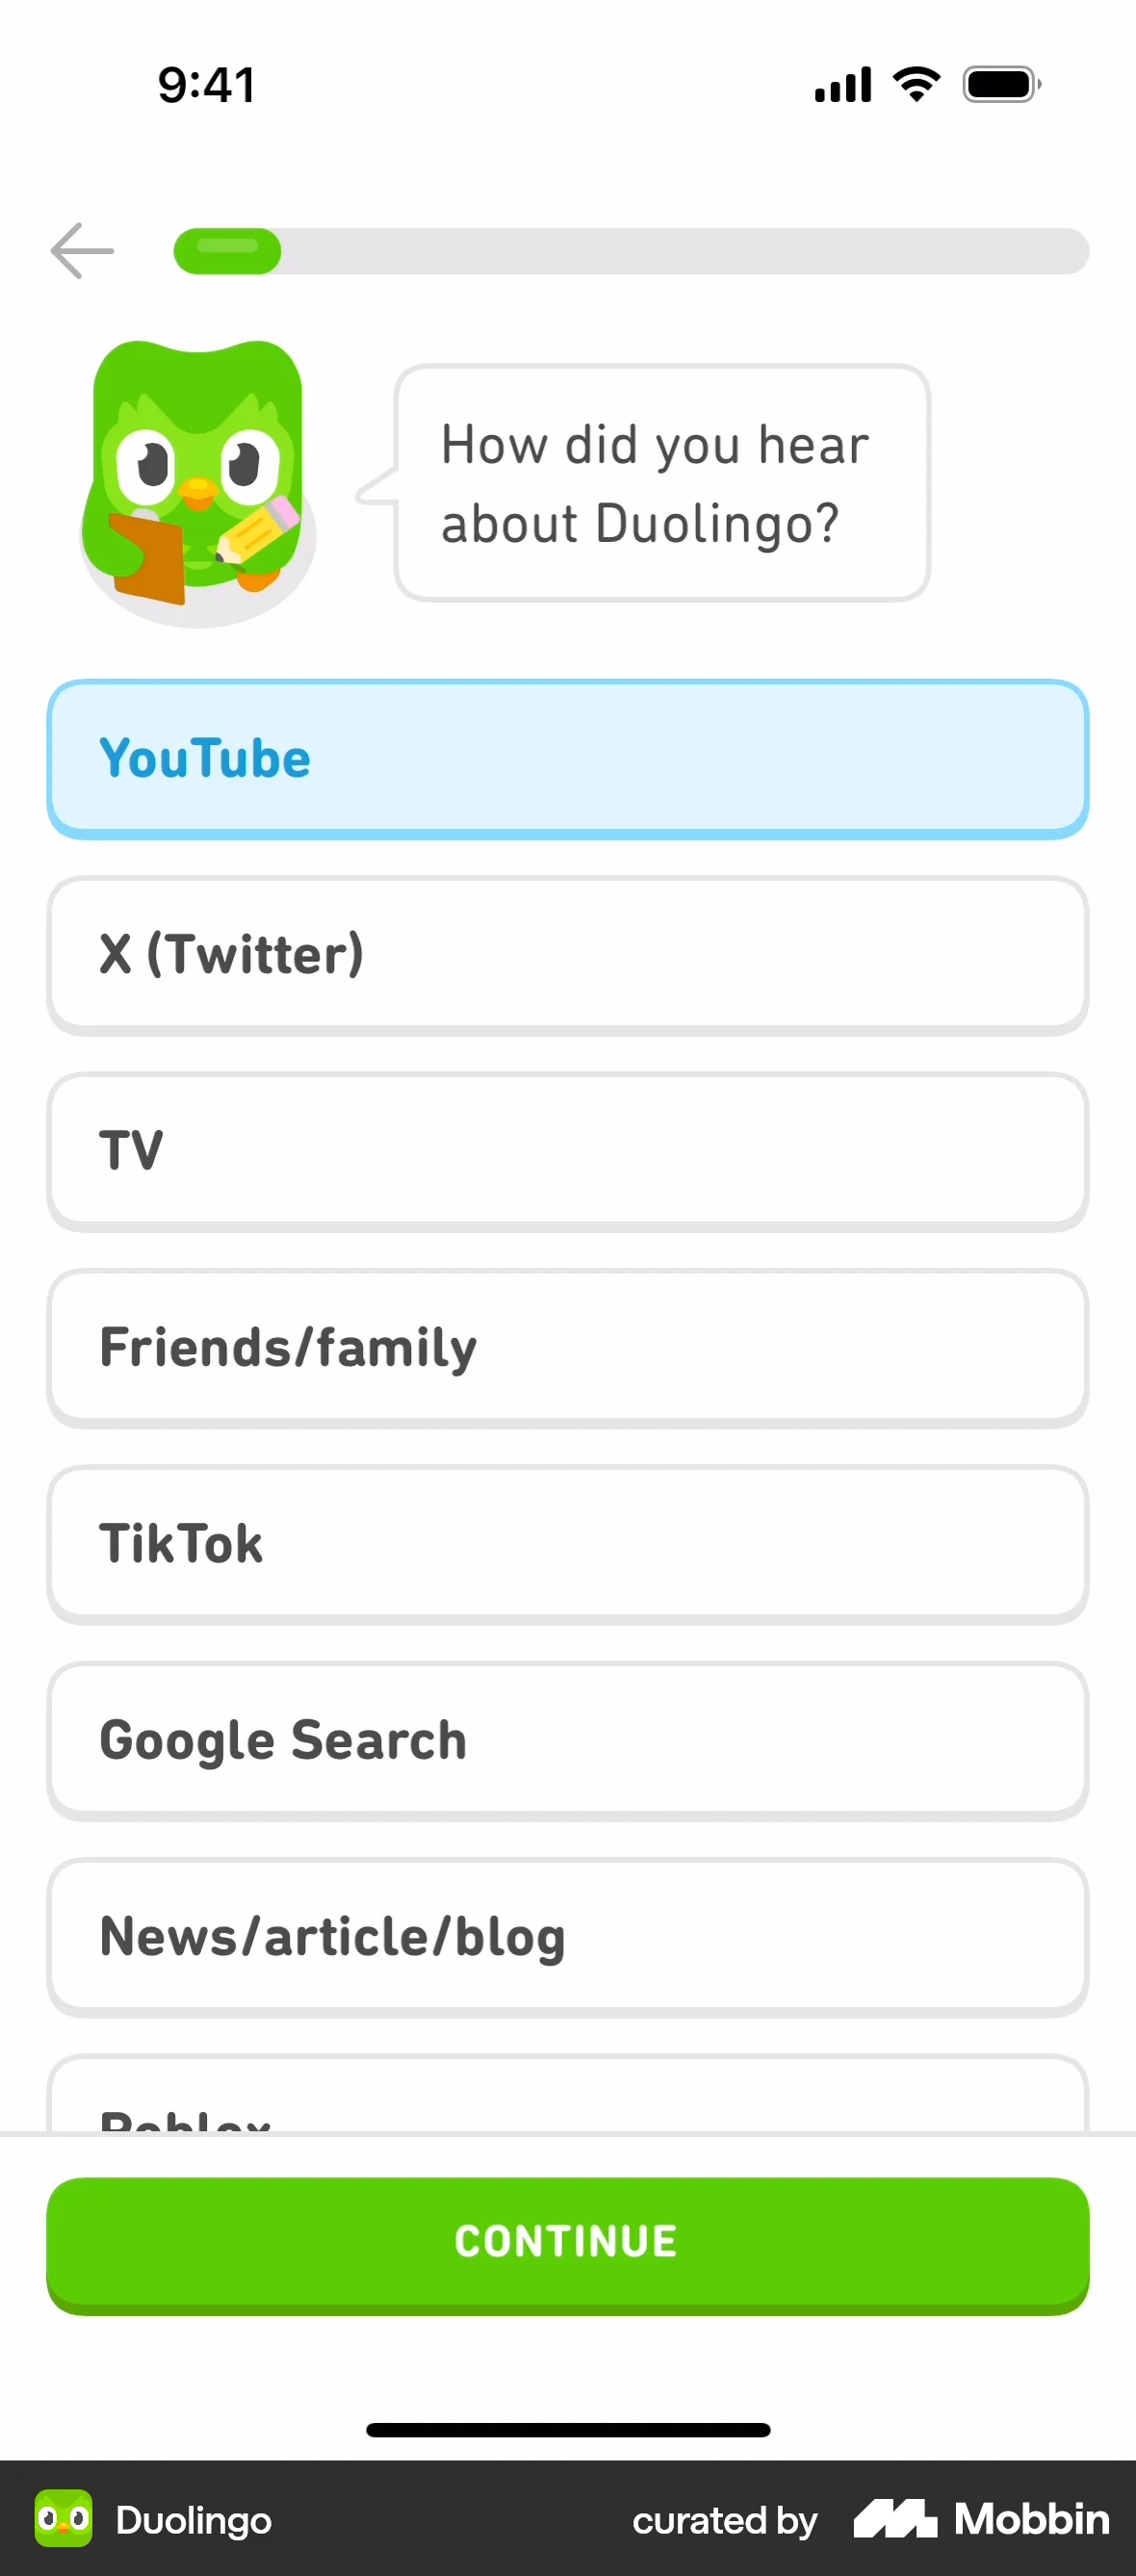 9:41
How did you hear
about Duolingo?
YouTube
X (Twitter)
TV
Friends/family
TikTok
Google Search
News/article/blog
Roblox
CONTINUE
Duolingo
curated by Mobbin